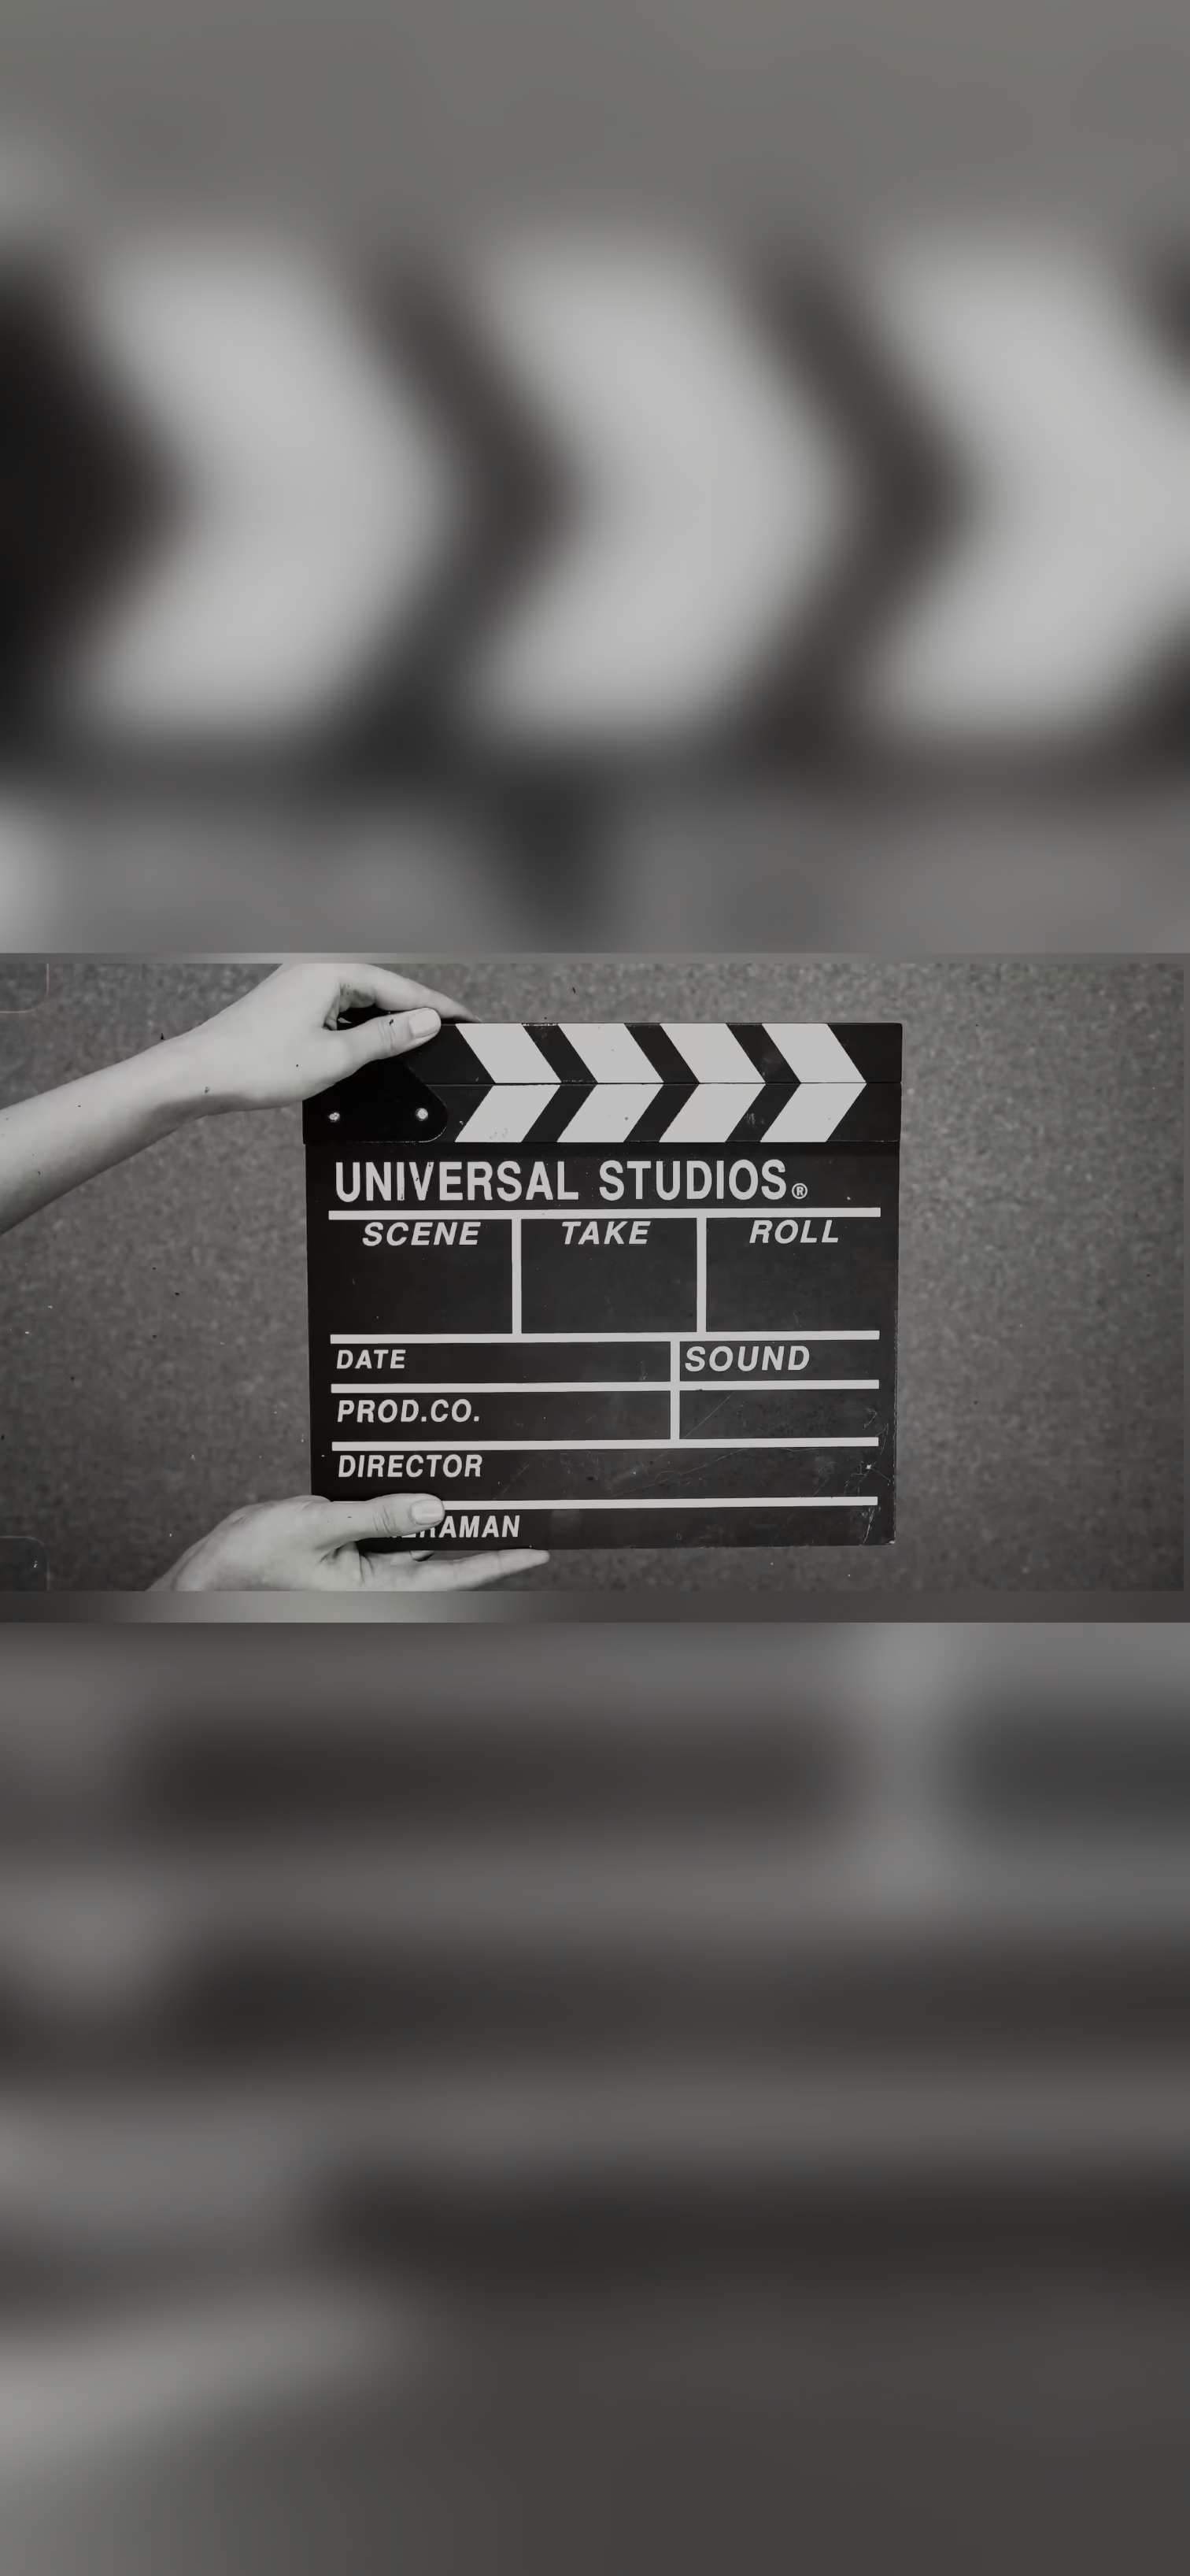 UNIVERSAL STUDIOS®
SCENE TAKE ROLL
DATE SOUND
PROD.CO.
DIRECTOR